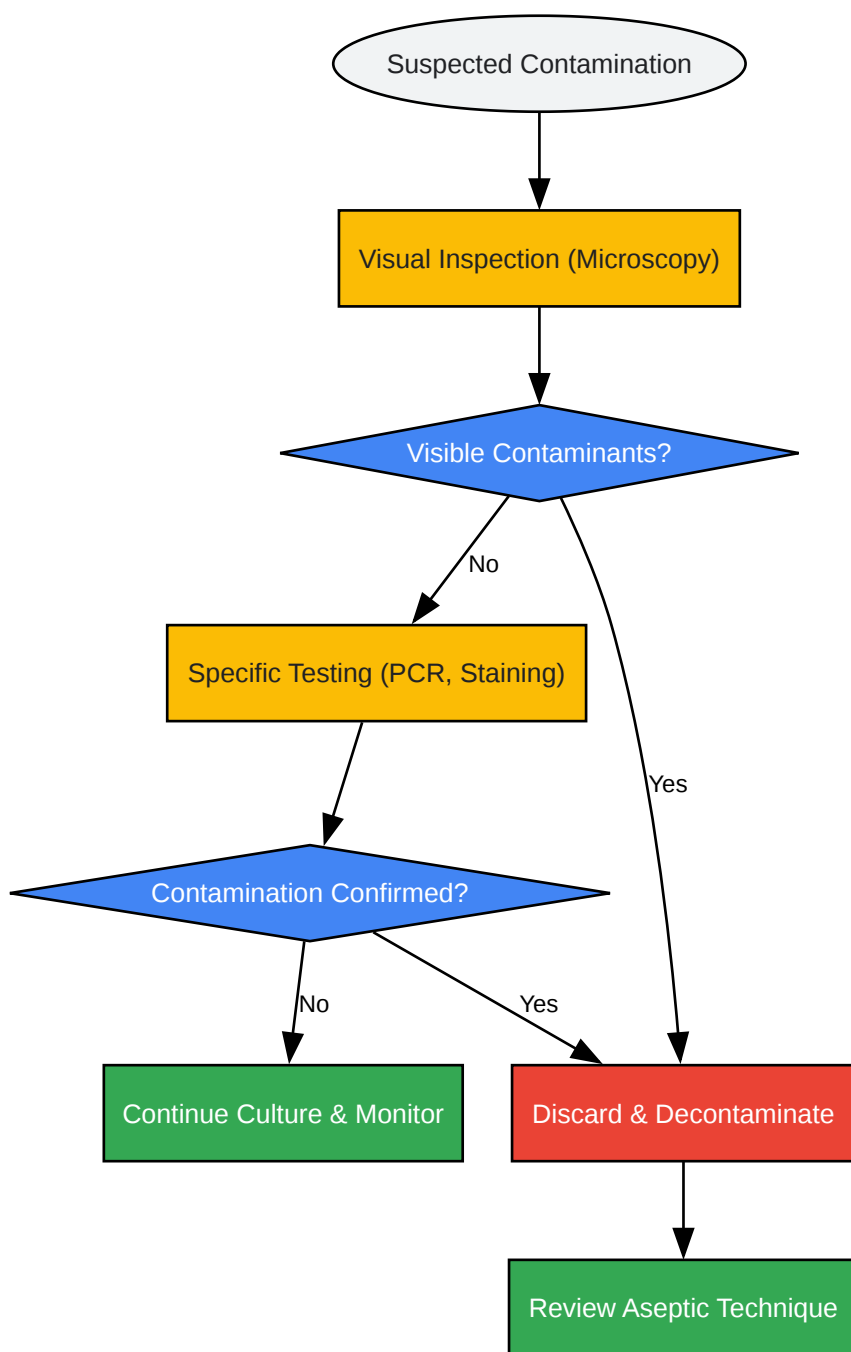 Suspected Contamination
Visual Inspection (Microscopy)
Visible Contaminants?
No
Specific Testing (PCR, Staining)
Yes
Contamination Confirmed?
No
Yes
Continue Culture & Monitor
Discard & Decontaminate
Review Aseptic Technique